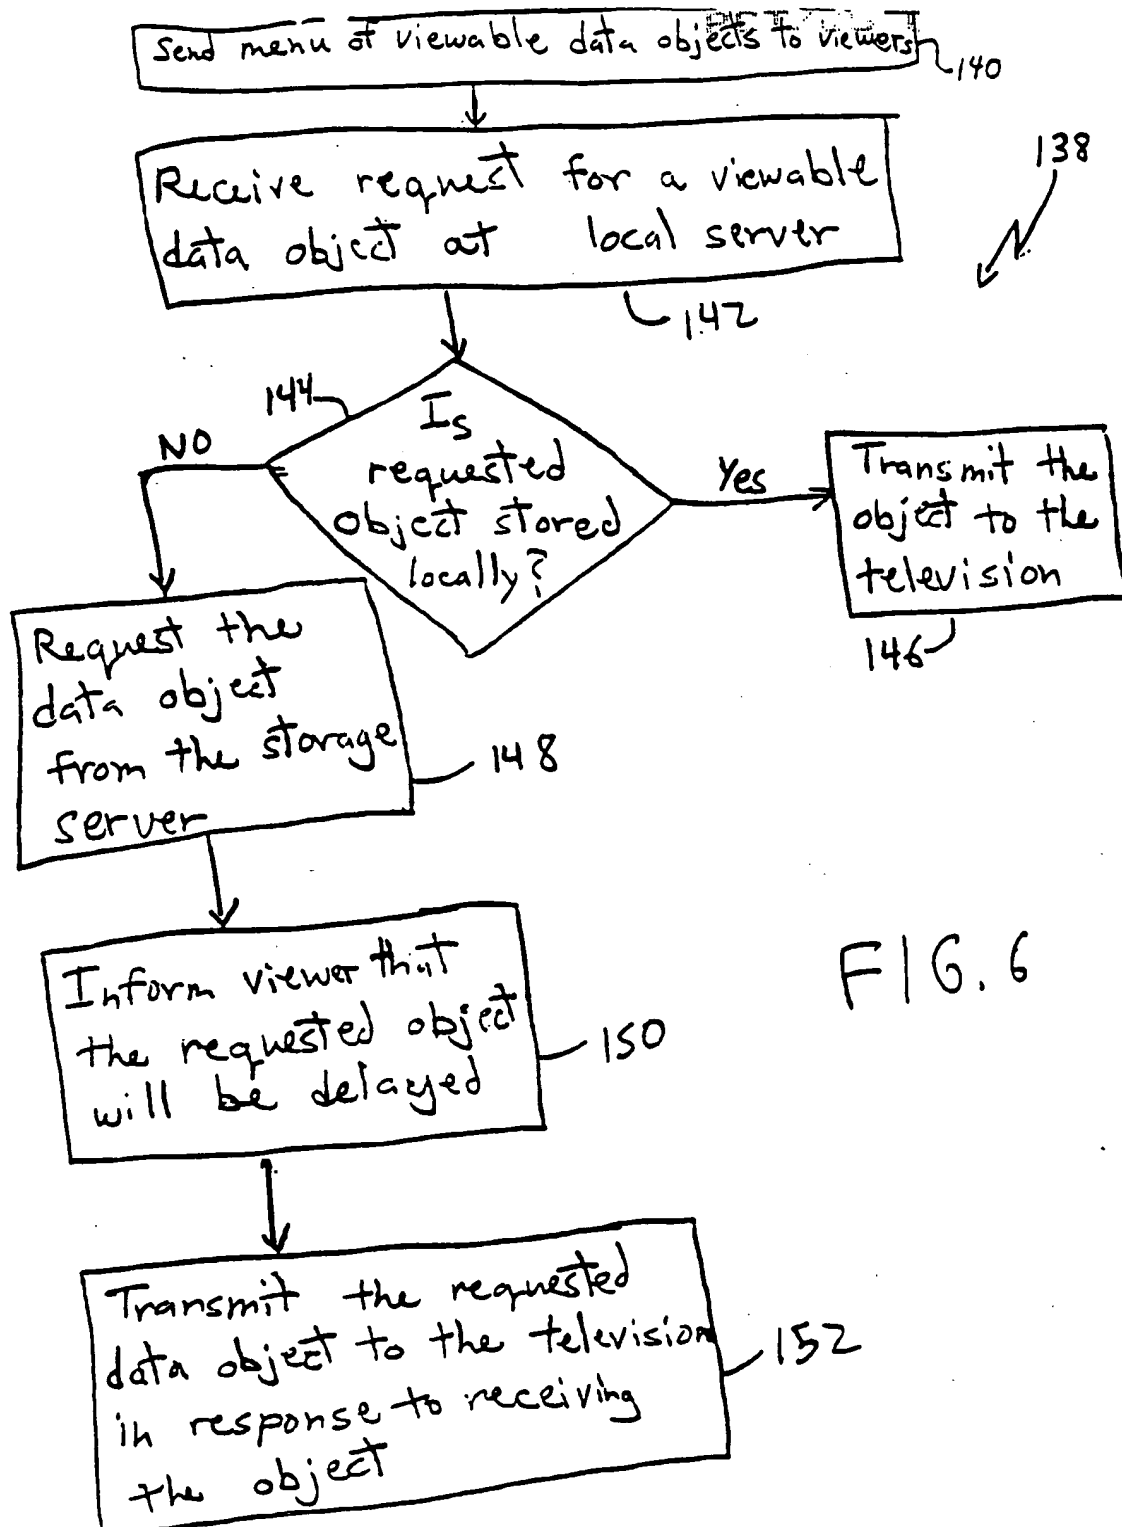 Send menu of viewable data objects to viewers
140
138
Receive request for a viewable
data object at local server
142
144
Is
requested
object stored
locally?
NO
Yes
Transmit the
object to the
television
146
Request the
data object
from the storage
server
148
Inform viewer that
the requested object
will be delayed
150
FIG. 6
Transmit the requested
data object to the television
in response to receiving
the object
152